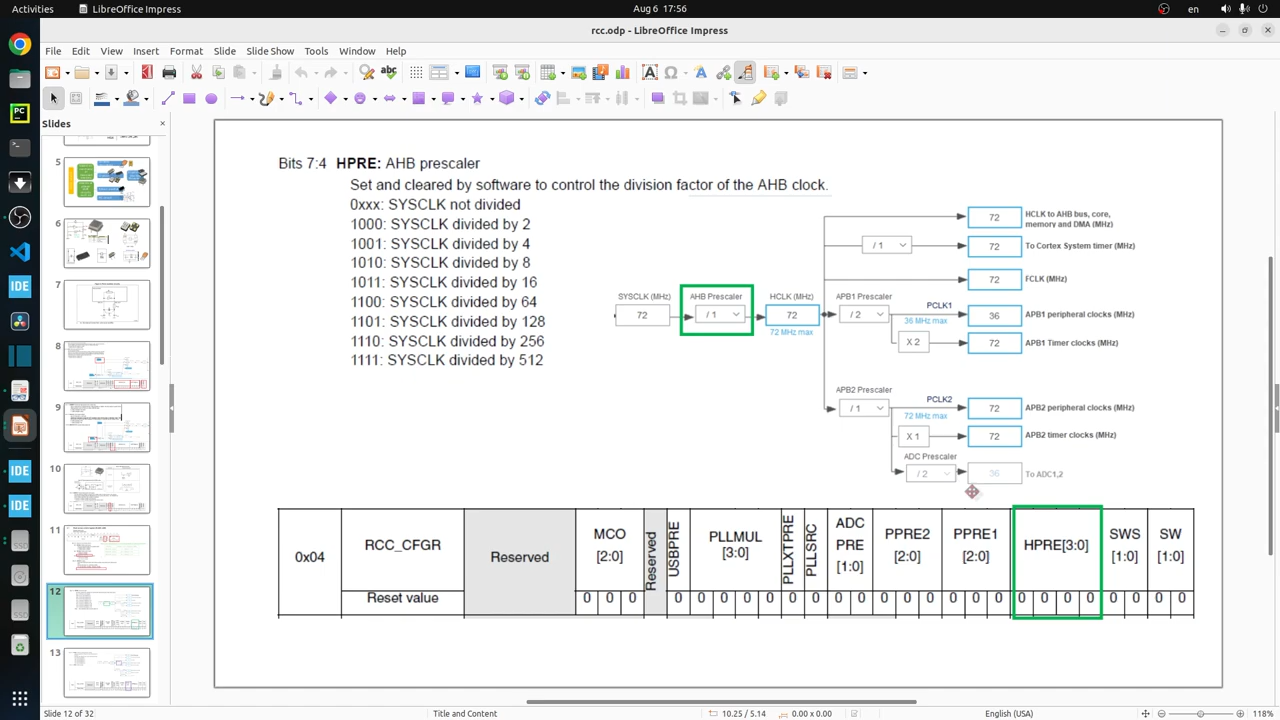 Activities
LibreOffice Impress
Aug 6 17:56
en
rcc.odp - LibreOffice Impress
File Edit View Insert Format Slide Slide Show Tools Window Help
Slides
5
6
7
8
9
10
11
12
13
Bits 7:4 HPRE: AHB prescaler
Set and cleared by software to control the division factor of the AHB clock.
0xxx: SYSCLK not divided
1000: SYSCLK divided by 2
1001: SYSCLK divided by 4
1010: SYSCLK divided by 8
1011: SYSCLK divided by 16
1100: SYSCLK divided by 64
1101: SYSCLK divided by 128
1110: SYSCLK divided by 256
1111: SYSCLK divided by 512
SYSCLK (MHz)
72
AHB Prescaler
/ 1
HCLK (MHz)
72
72 MHz max
72
HCLK to AHB bus, core,
memory and DMA (MHz)
/ 1
72
To Cortex System timer (MHz)
72
FCLK (MHz)
APB1 Prescaler
/ 2
PCLK1
36 MHz max
36
APB1 peripheral clocks (MHz)
X 2
72
APB1 Timer clocks (MHz)
APB2 Prescaler
/ 1
PCLK2
72 MHz max
72
APB2 peripheral clocks (MHz)
X 1
72
APB2 timer clocks (MHz)
ADC Prescaler
/ 2
36
To ADC1,2
0x04
RCC_CFGR
Reserved
MCO
[2:0]
Reserved
USBPRE
PLLMUL
[3:0]
PLLXTPRE
PLLSRC
ADC
PRE
[1:0]
PPRE2
[2:0]
PPRE1
[2:0]
HPRE[3:0]
SWS
[1:0]
SW
[1:0]
Reset value 0 0 0 0 0 0 0 0 0 0 0 0 0 0 0 0 0 0 0 0 0 0 0 0 0 0
Slide 12 of 32
Title and Content
10.25 / 5.14
0.00 x 0.00
English (USA)
118%